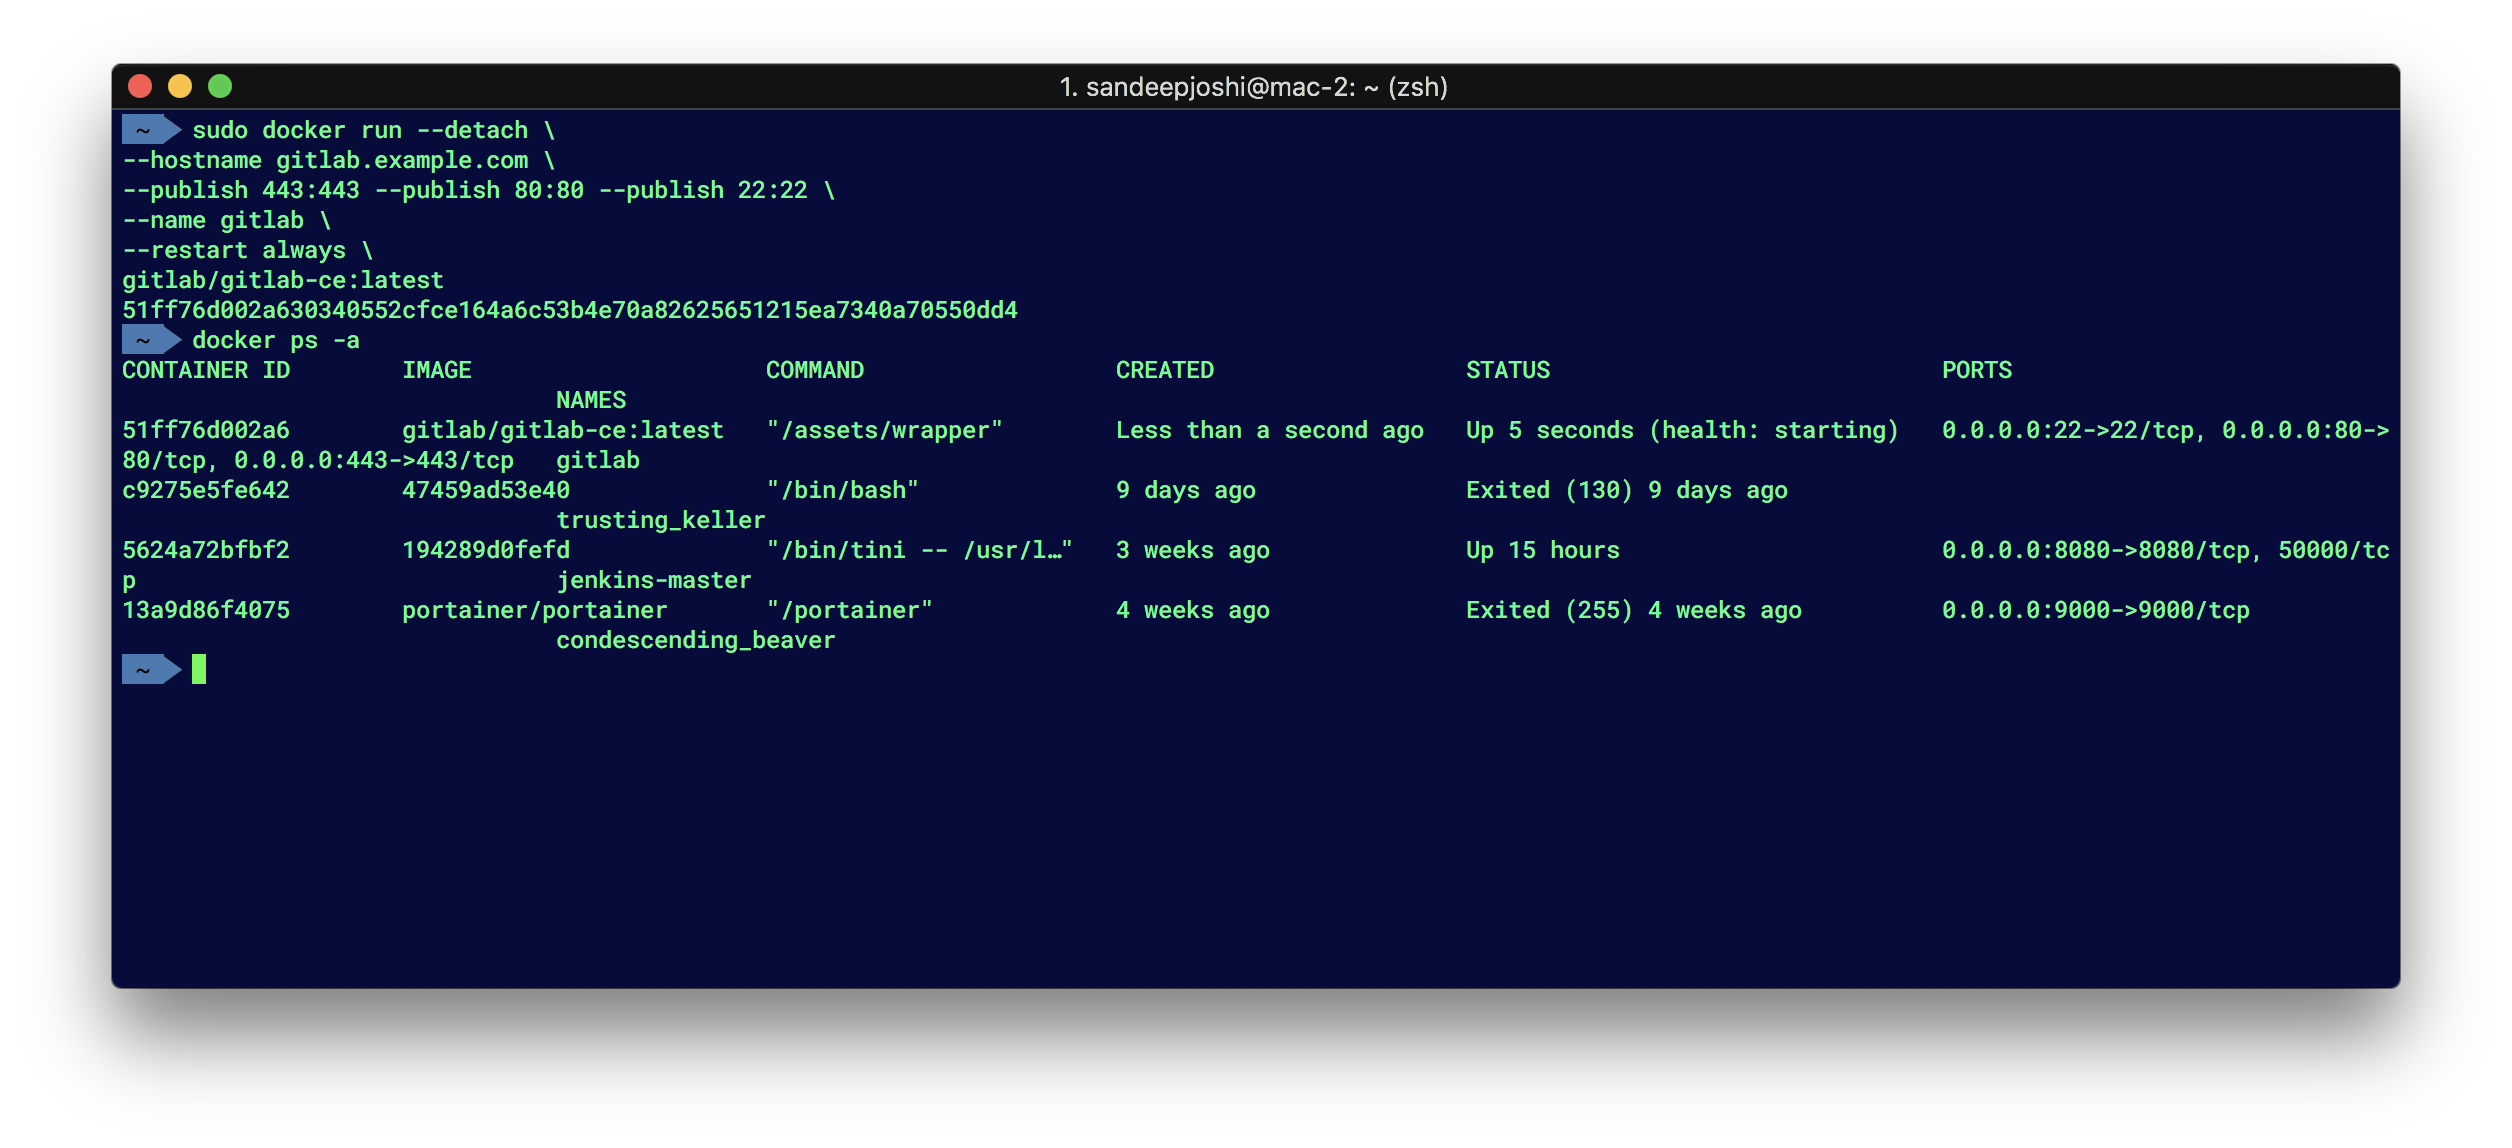 1. sandeepjoshi@mac-2: ~ (zsh)
~ sudo docker run --detach \
--hostname gitlab.example.com \
--publish 443:443 --publish 80:80 --publish 22:22 \
--name gitlab \
--restart always \
gitlab/gitlab-ce:latest
51ff76d002a630340552cfce164a6c53b4e70a82625651215ea7340a70550dd4
~ docker ps -a
CONTAINER ID        IMAGE                     COMMAND                  CREATED                  STATUS                            PORTS
                               NAMES
51ff76d002a6        gitlab/gitlab-ce:latest   "/assets/wrapper"        Less than a second ago   Up 5 seconds (health: starting)   0.0.0.0:22->22/tcp, 0.0.0.0:80->
80/tcp, 0.0.0.0:443->443/tcp   gitlab
c9275e5fe642        47459ad53e40              "/bin/bash"              9 days ago               Exited (130) 9 days ago
                               trusting_keller
5624a72bfbf2        194289d0fefd              "/bin/tini -- /usr/l…"   3 weeks ago              Up 15 hours                       0.0.0.0:8080->8080/tcp, 50000/tc
p                              jenkins-master
13a9d86f4075        portainer/portainer       "/portainer"             4 weeks ago              Exited (255) 4 weeks ago          0.0.0.0:9000->9000/tcp
                               condescending_beaver
~